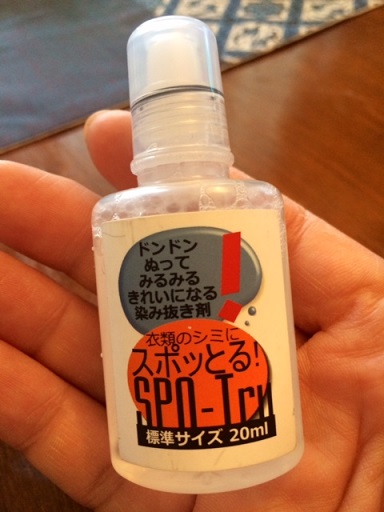 ドンドン
ぬって
みるみる
きれいになる
染み抜き剤
!
衣類のシミに
スポッとる!
SPO-Try
標準サイズ 20ml